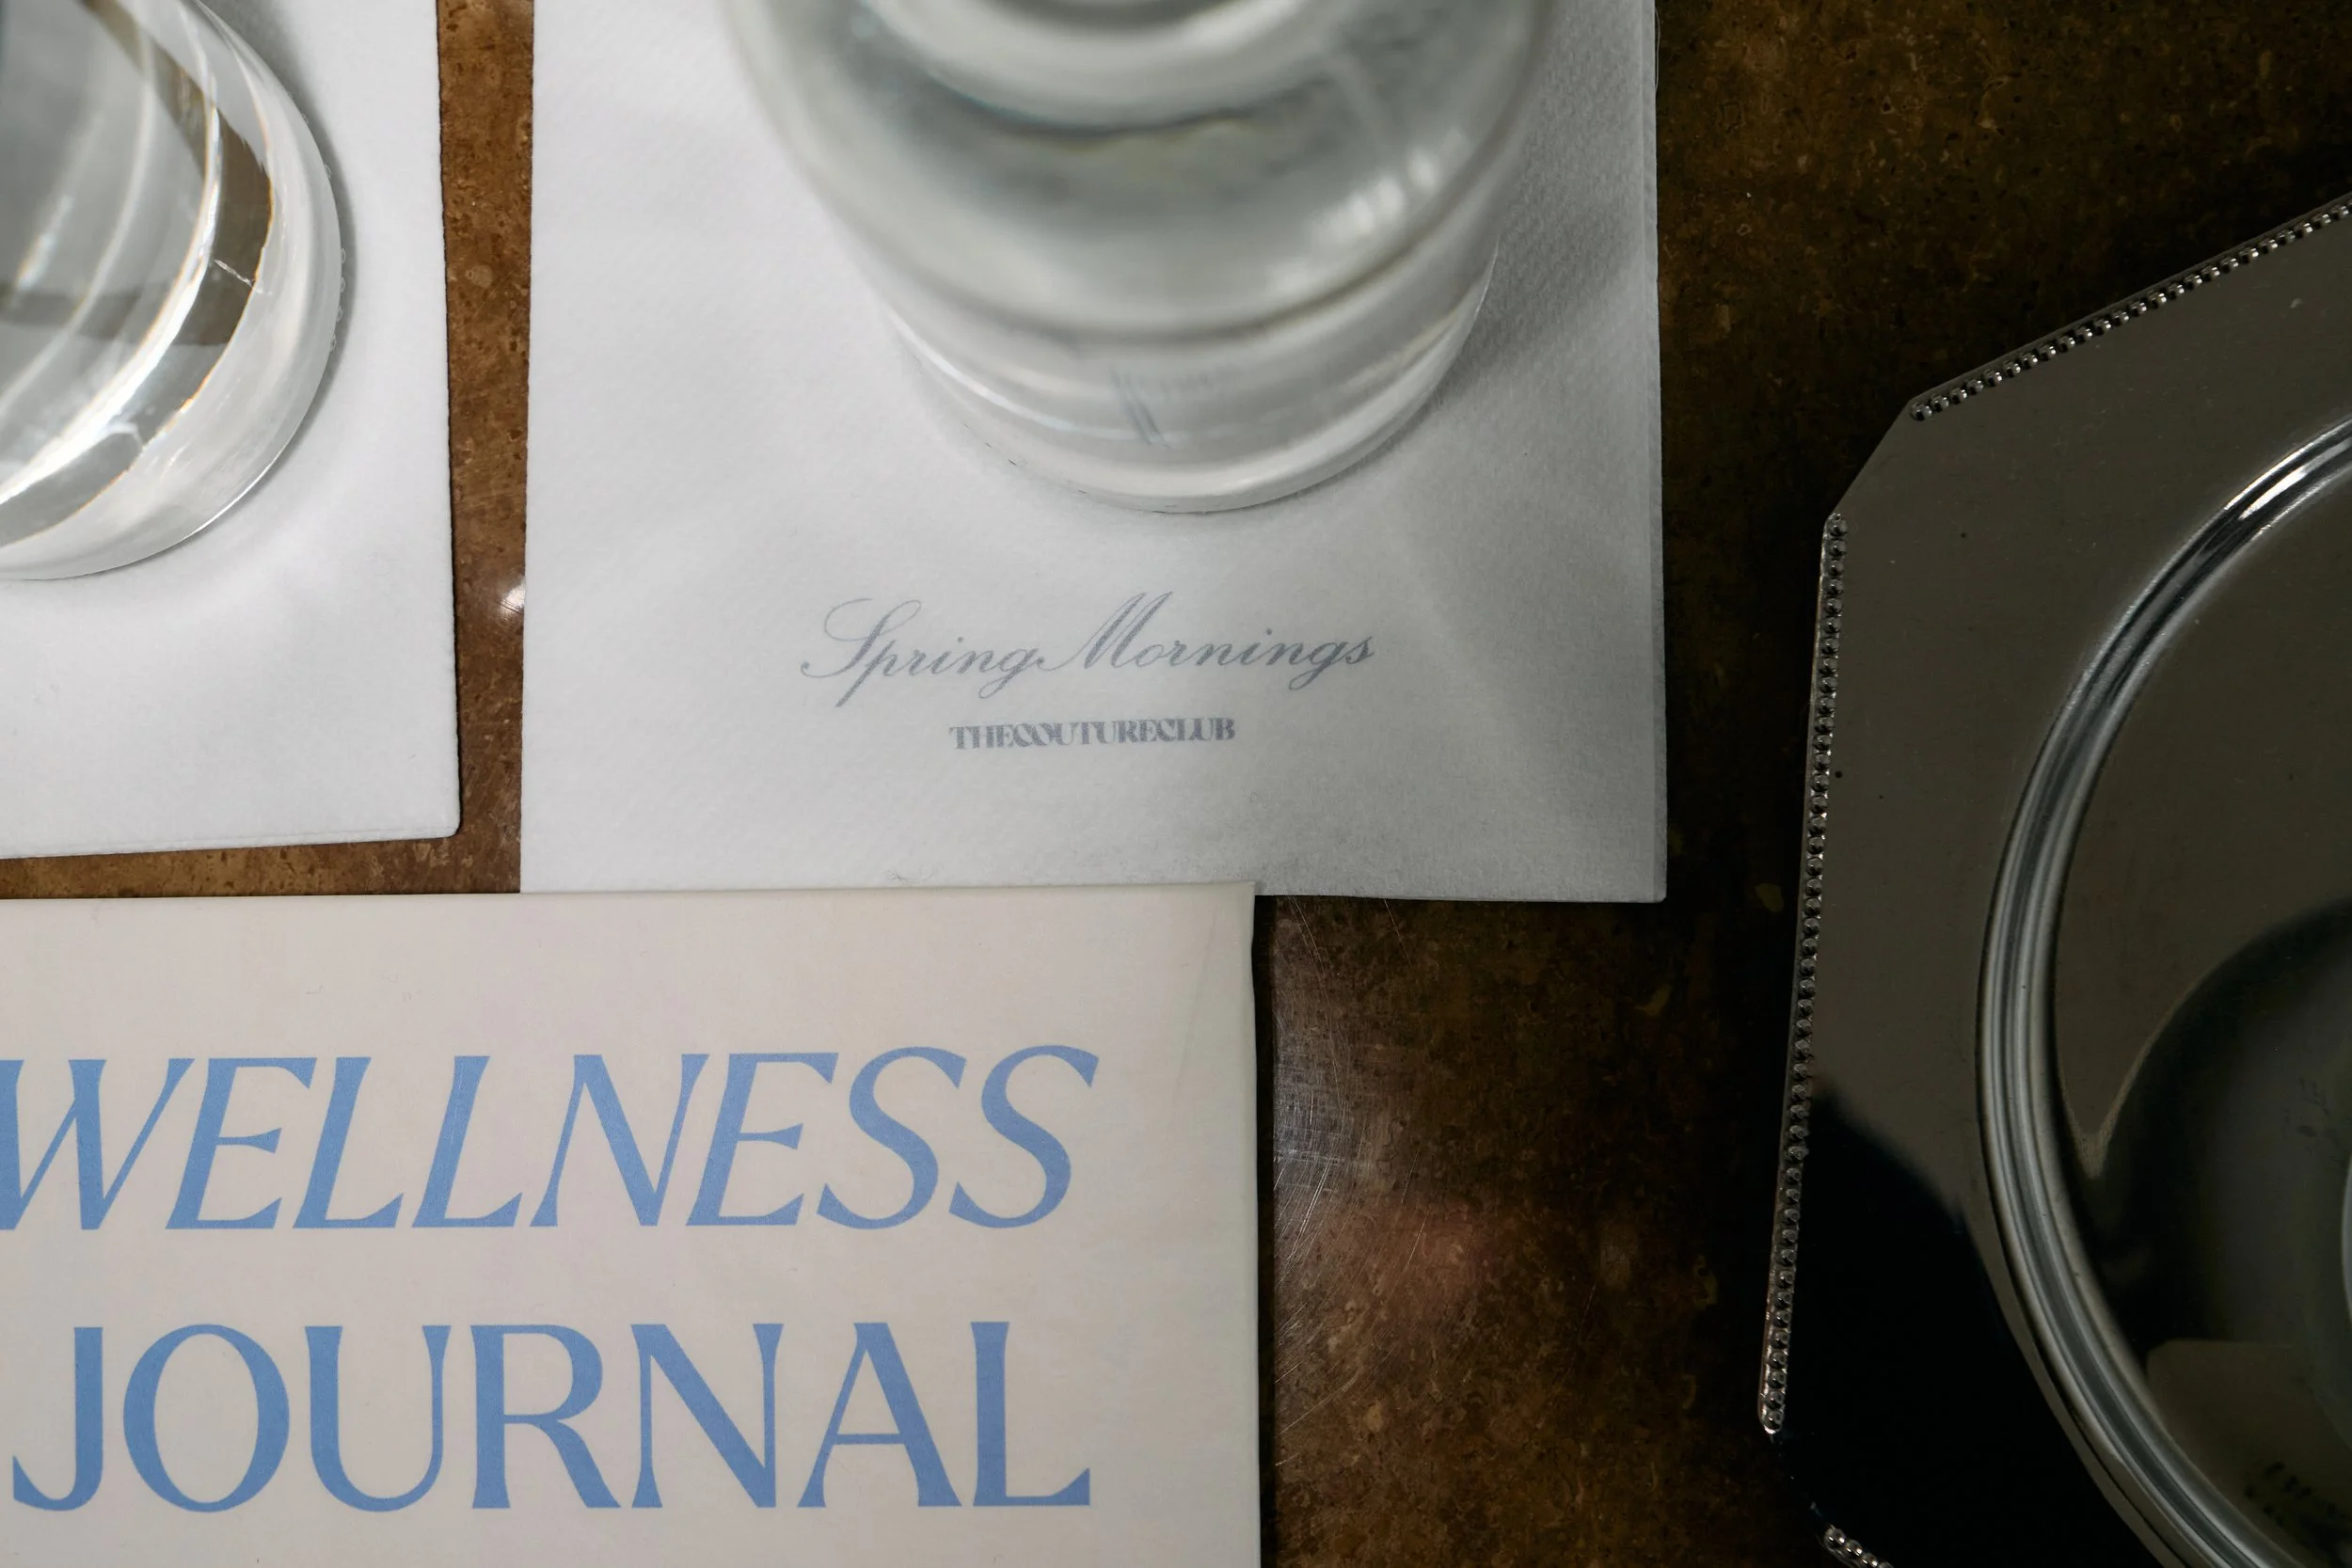 Spring Mornings
THECOUTURECLUB
WELLNESS
JOURNAL